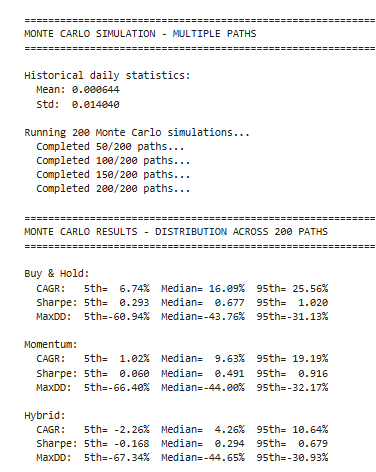 ================================================================
MONTE CARLO SIMULATION - MULTIPLE PATHS
================================================================
Historical daily statistics:
Mean: 0.000644
Std: 0.014040
Running 200 Monte Carlo simulations...
Completed 50/200 paths...
Completed 100/200 paths...
Completed 150/200 paths...
Completed 200/200 paths...
================================================================
MONTE CARLO RESULTS - DISTRIBUTION ACROSS 200 PATHS
================================================================
Buy & Hold:
CAGR: 5th= 6.74% Median= 16.09% 95th= 25.56%
Sharpe: 5th= 0.293 Median= 0.677 95th= 1.020
MaxDD: 5th=-60.94% Median=-43.76% 95th=-31.13%
Momentum:
CAGR: 5th= 1.02% Median= 9.63% 95th= 19.19%
Sharpe: 5th= 0.060 Median= 0.491 95th= 0.916
MaxDD: 5th=-66.40% Median=-44.00% 95th=-32.17%
Hybrid:
CAGR: 5th= -2.26% Median= 4.26% 95th= 10.64%
Sharpe: 5th= -0.168 Median= 0.294 95th= 0.679
MaxDD: 5th=-67.34% Median=-44.65% 95th=-30.93%